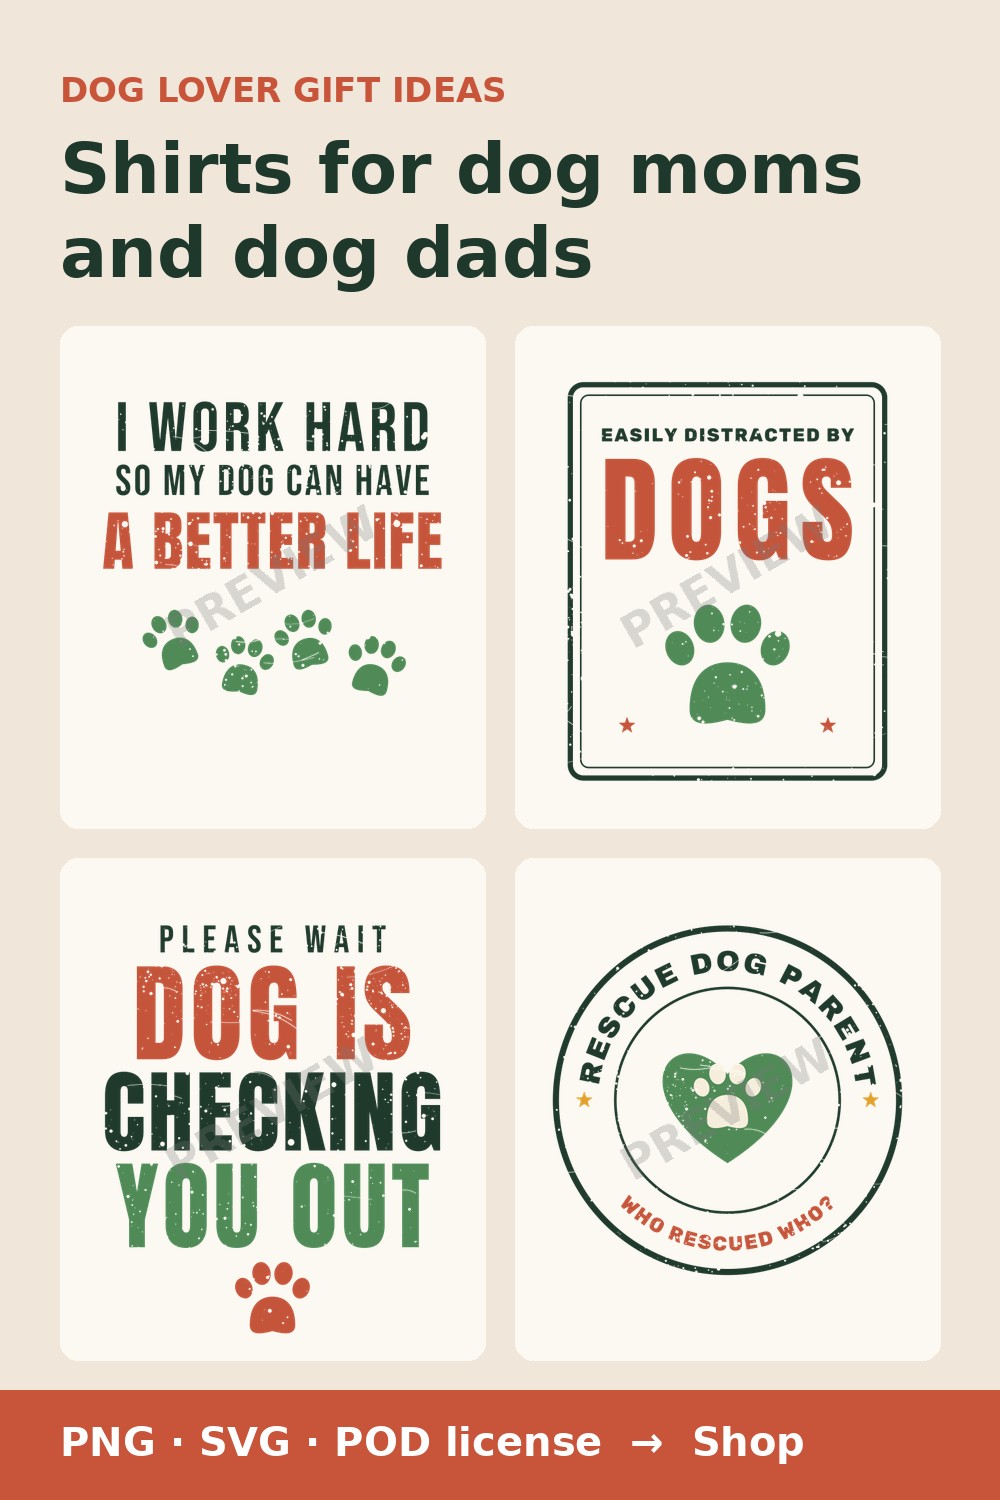 DOG LOVER GIFT IDEAS
Shirts for dog moms
and dog dads
I WORK HARD
SO MY DOG CAN HAVE
A BETTER LIFE
PREVIEW
EASILY DISTRACTED BY
DOGS
PREVIEW
PLEASE WAIT
DOG IS
CHECKING
YOU OUT
PREVIEW
RESCUE DOG PARENT
WHO RESCUED WHO?
PREVIEW
PNG · SVG · POD license → Shop